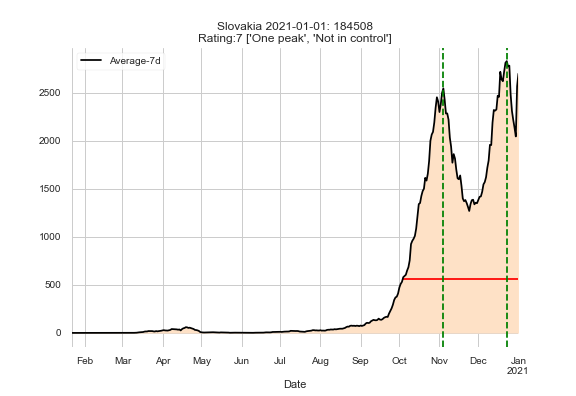 Slovakia 2021-01-01: 184508
Rating:7 ['One peak', 'Not in control']
Average-7d
2500
2000
1500
1000
500
0
Feb Mar Apr May Jun Jul Aug Sep Oct Nov Dec Jan
2021
Date